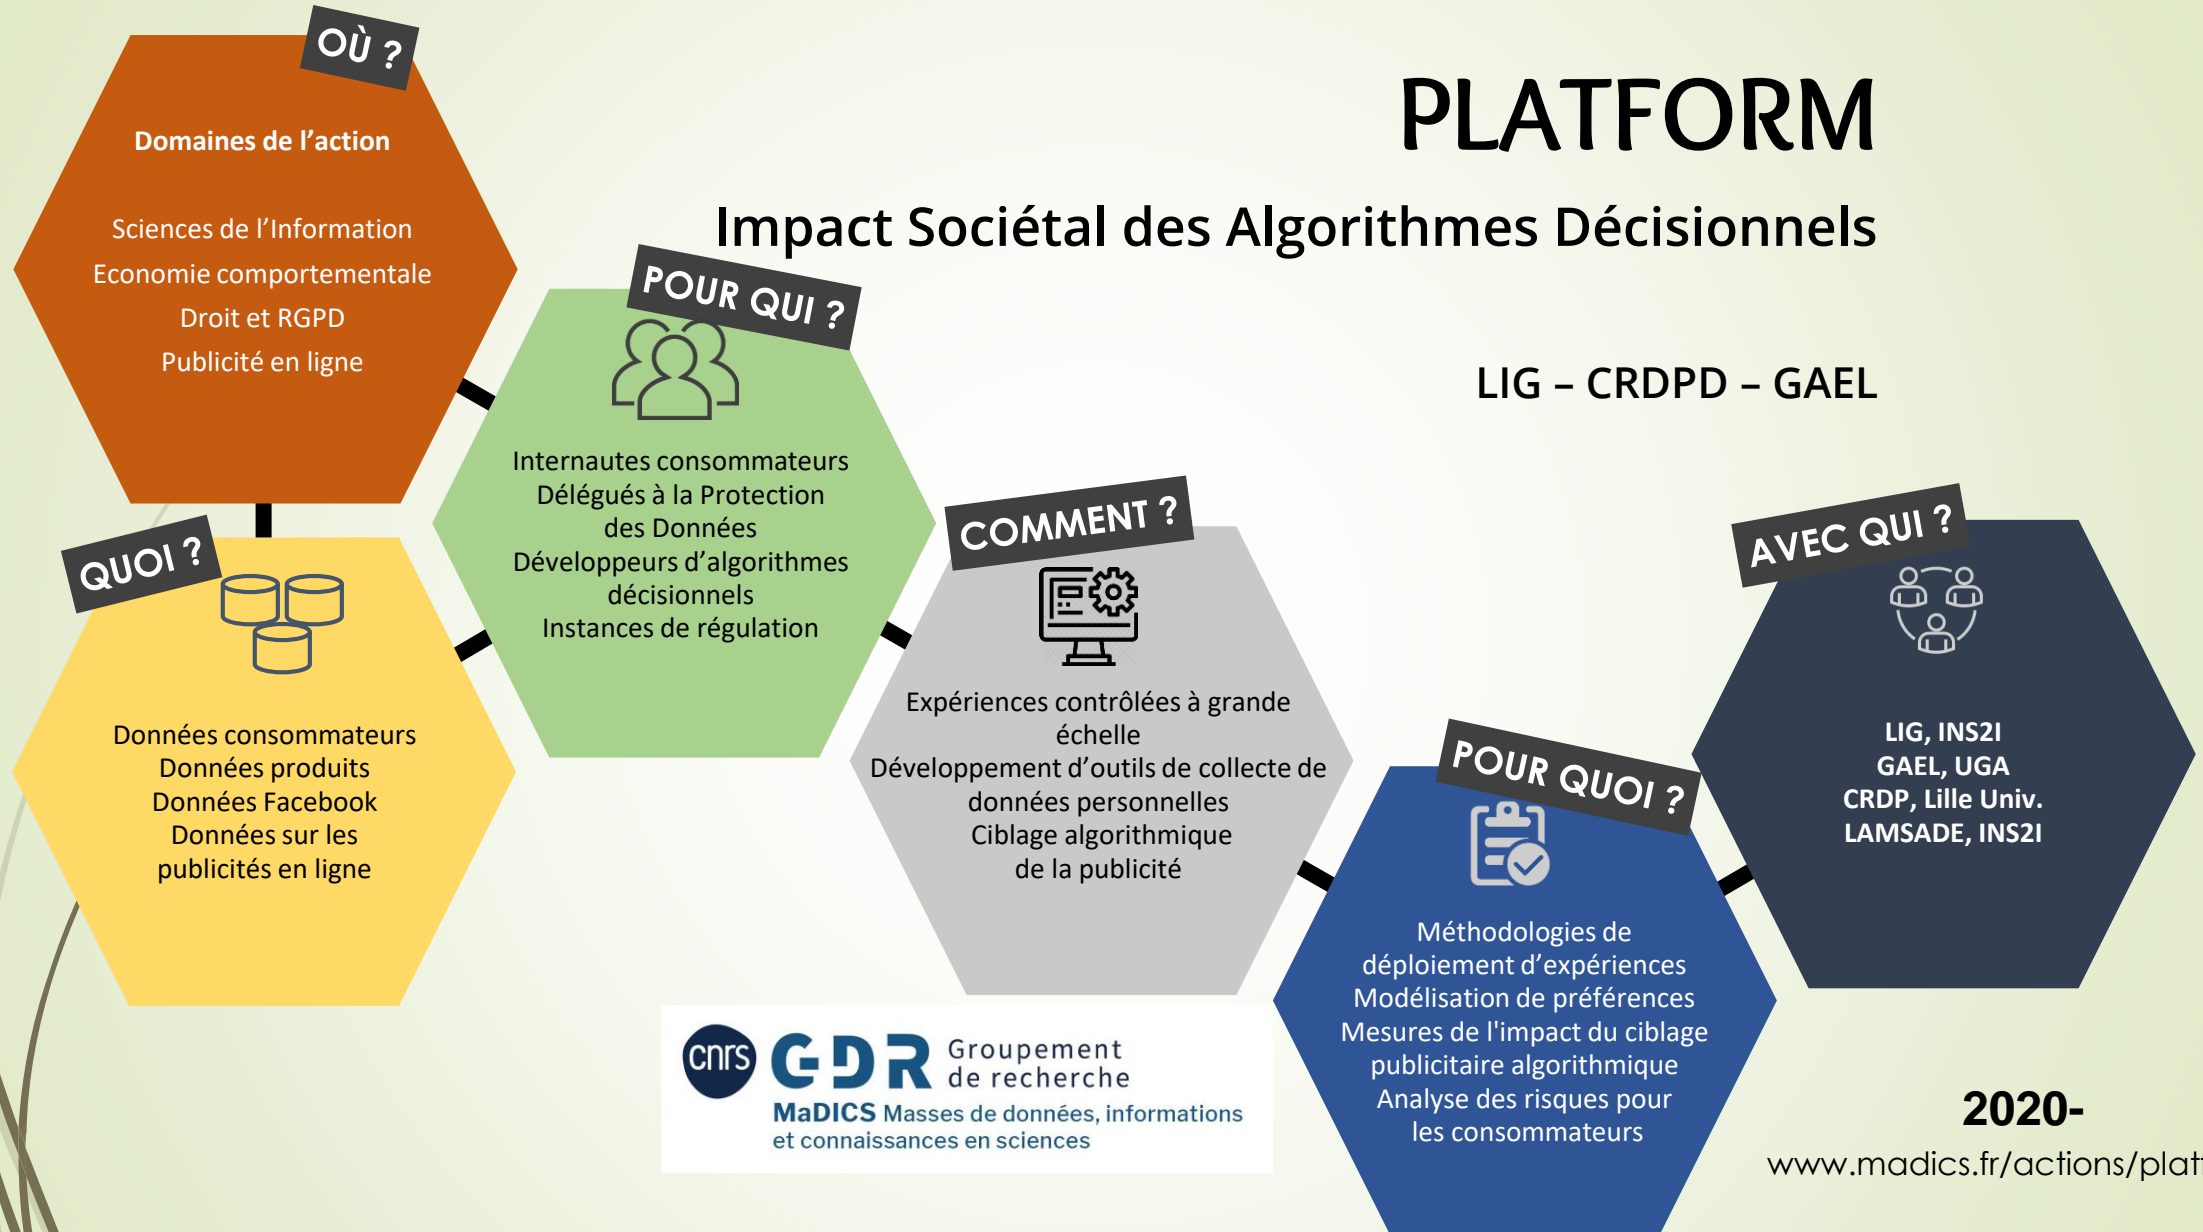 PLATFORM
Impact Sociétal des Algorithmes Décisionnels
LIG – CRDPD – GAEL
OÙ ?
Domaines de l’action
Sciences de l’Information
Economie comportementale
Droit et RGPD
Publicité en ligne
QUOI ?
Données consommateurs
Données produits
Données Facebook
Données sur les
publicités en ligne
POUR QUI ?
Internautes consommateurs
Délégués à la Protection
des Données
Développeurs d’algorithmes
décisionnels
Instances de régulation
COMMENT ?
Expériences contrôlées à grande
échelle
Développement d’outils de collecte de
données personnelles
Ciblage algorithmique
de la publicité
POUR QUOI ?
Méthodologies de
déploiement d’expériences
Modélisation de préférences
Mesures de l'impact du ciblage
publicitaire algorithmique
Analyse des risques pour
les consommateurs
AVEC QUI ?
LIG, INS2I
GAEL, UGA
CRDP, Lille Univ.
LAMSADE, INS2I
cnrs
GDR
Groupement
de recherche
MaDICS Masses de données, informations
et connaissances en sciences
2020-
www.madics.fr/actions/platf